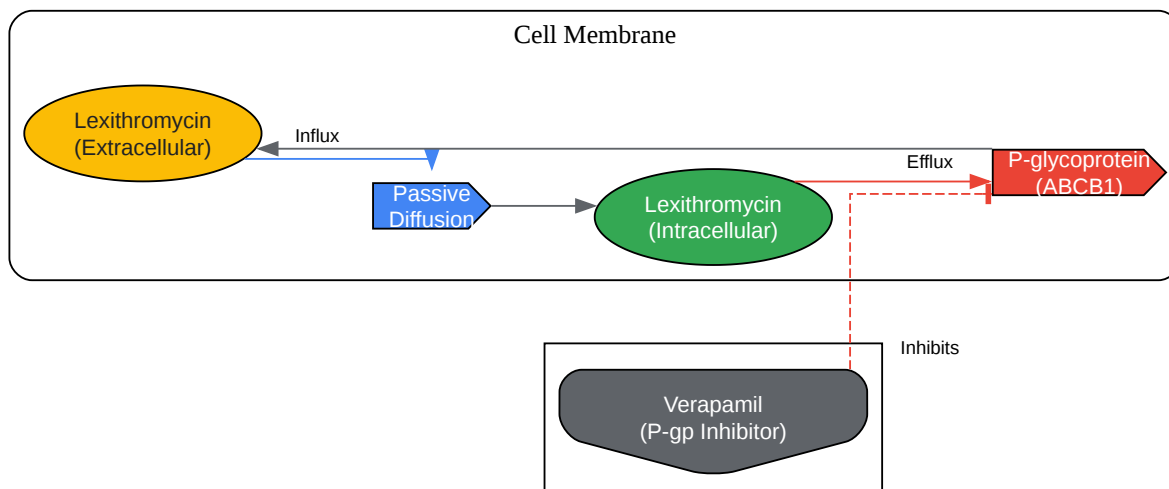 Cell Membrane
Lexithromycin
(Extracellular)
Influx
Efflux
P-glycoprotein
(ABCB1)
Passive
Diffusion
Lexithromycin
(Intracellular)
Inhibits
Verapamil
(P-gp Inhibitor)